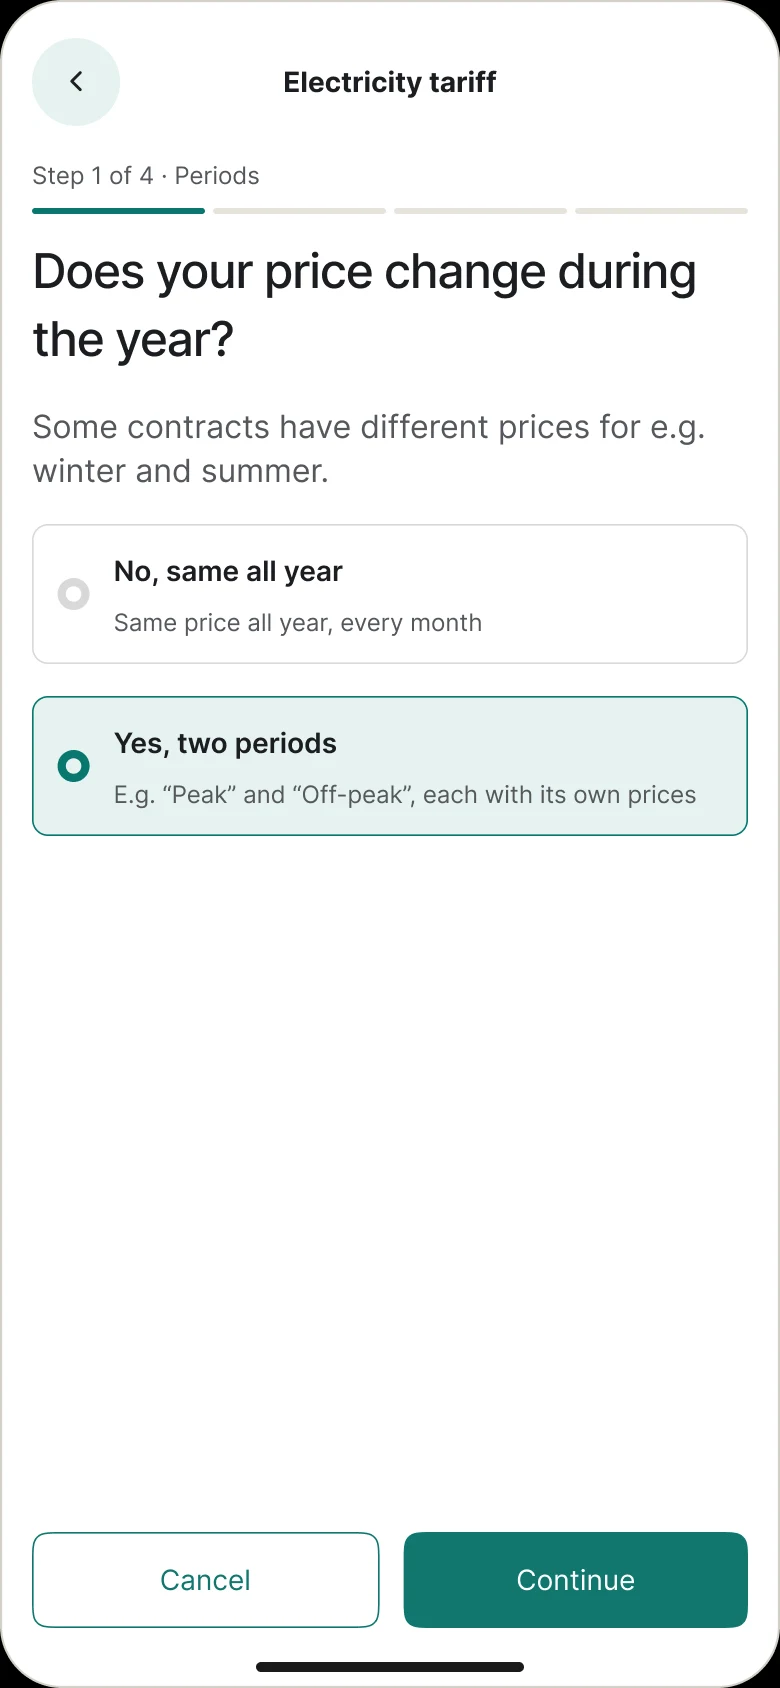 Electricity tariff
Step 1 of 4 · Periods
Does your price change during
the year?
Some contracts have different prices for e.g.
winter and summer.
No, same all year
Same price all year, every month
Yes, two periods
E.g. “Peak” and “Off-peak”, each with its own prices
Cancel
Continue